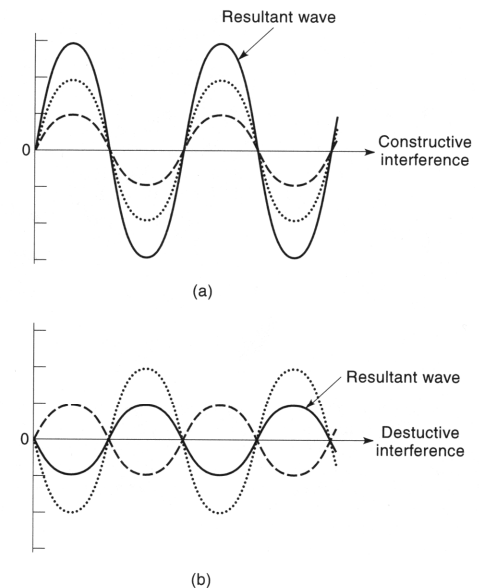 Resultant wave
0
Constructive
interference
(a)
Resultant wave
0
Destuctive
interference
(b)